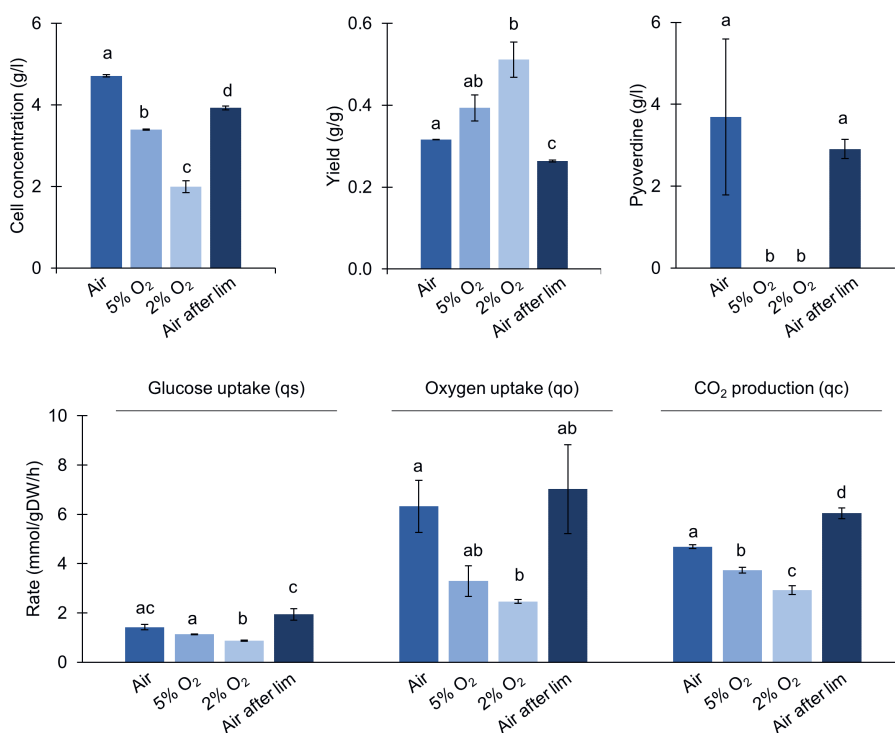 Cell concentration (g/l)
6
4
2
0
a
b
c
d
Air
5% O₂
2% O₂
Air after lim
Yield (g/g)
0.6
0.4
0.2
0.0
a
ab
b
c
Air
5% O₂
2% O₂
Air after lim
Pyoverdine (g/l)
6
4
2
0
a
b
b
a
Air
5% O₂
2% O₂
Air after lim
Rate (mmol/gDW/h)
10
8
6
4
2
0
Glucose uptake (qs)
ac
a
b
c
Air
5% O₂
2% O₂
Air after lim
Oxygen uptake (qo)
a
ab
b
ab
Air
5% O₂
2% O₂
Air after lim
CO₂ production (qc)
a
b
c
d
Air
5% O₂
2% O₂
Air after lim